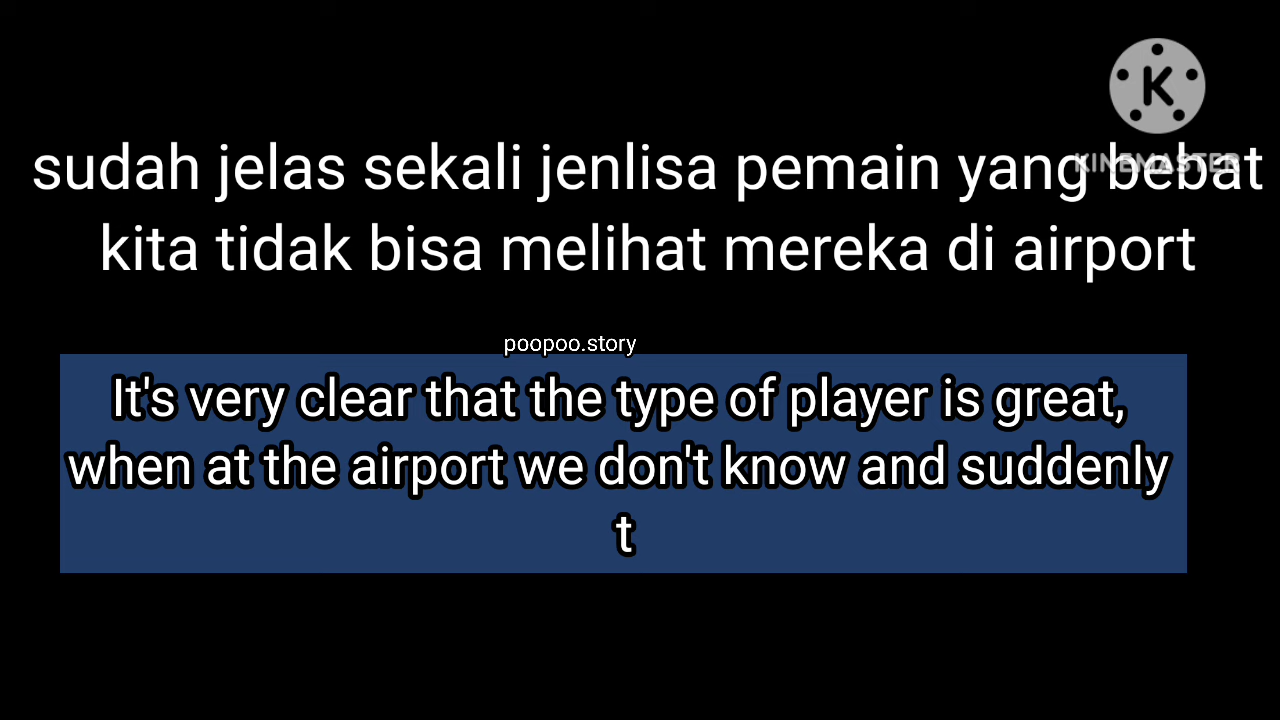 K
KINEMASTER
sudah jelas sekali jenlisa pemain yang bebat
kita tidak bisa melihat mereka di airport
poopoo.story
It's very clear that the type of player is great,
when at the airport we don't know and suddenly
t